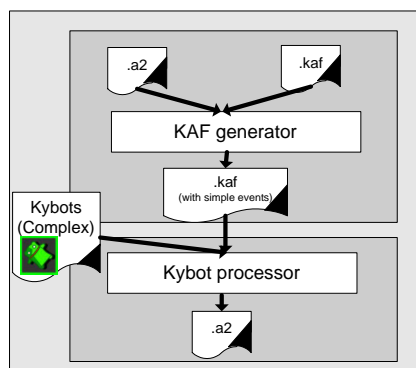 .a2
.kaf
KAF generator
.kaf
(with simple events)
Kybots
(Complex)
Kybot processor
.a2